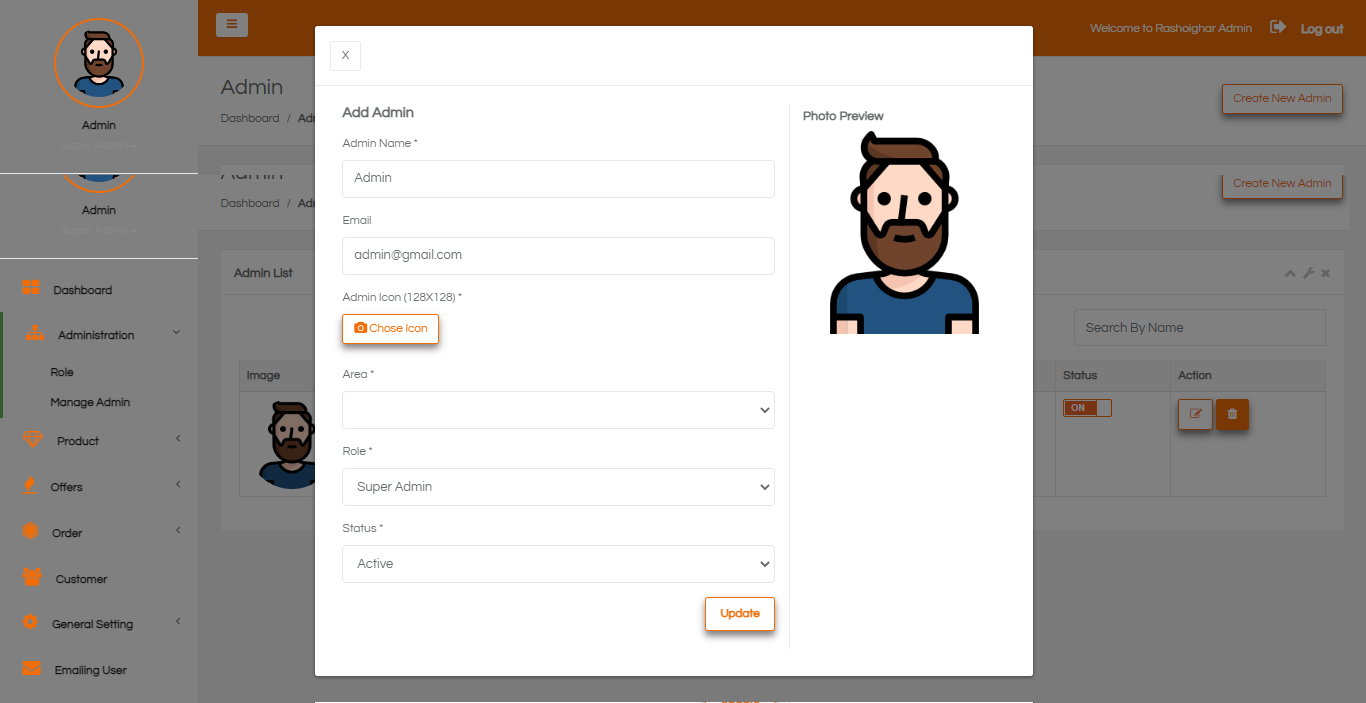 Welcome to Rashoighar Admin
Log out
Admin
Super Admin
Admin
Super Admin
Dashboard
Administration
Role
Manage Admin
Product
Offers
Order
Customer
General Setting
Emailing User
Admin
Dashboard / Ad
Create New Admin
Admin
Dashboard / Ad
Create New Admin
Admin List
Search By Name
Image
Status
Action
ON
X
Add Admin
Admin Name *
Admin
Email
admin@gmail.com
Admin Icon (128X128) *
Chose Icon
Area *
Role *
Super Admin
Status *
Active
Update
Photo Preview
Update